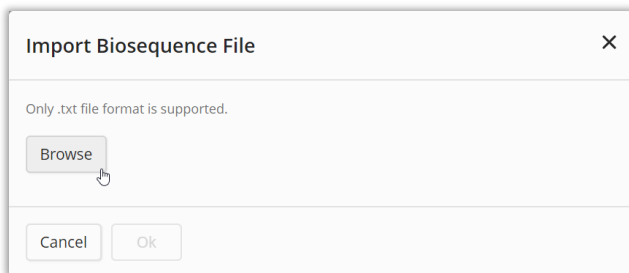 Import Biosequence File
Only .txt file format is supported.
Browse
Cancel Ok